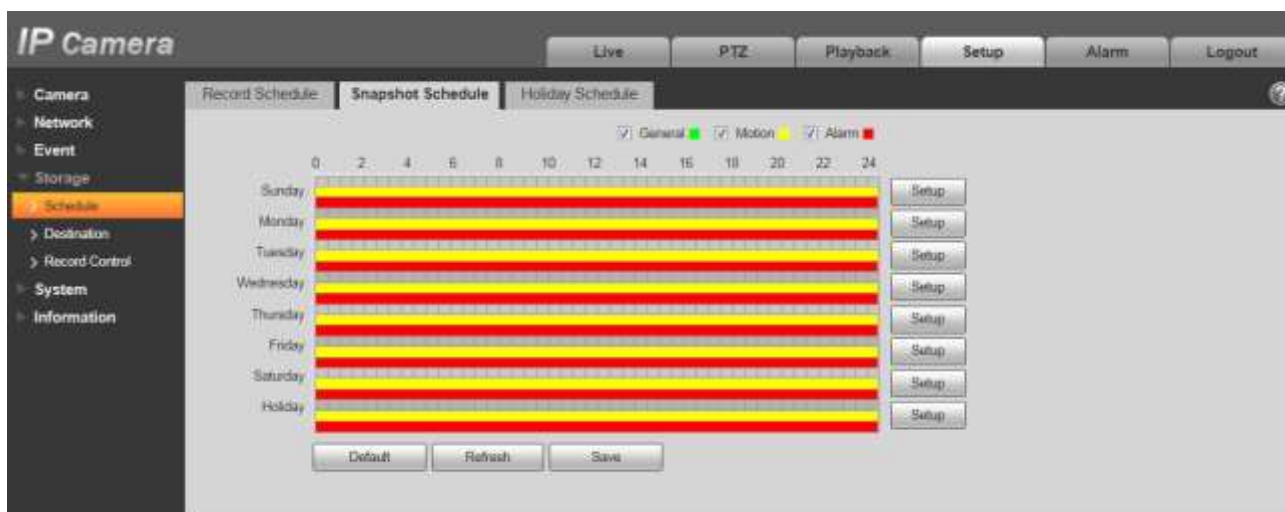 IP Camera
Live PTZ Playback Setup Alarm Logout
Camera
Network
Event
Storage
Schedule
Destination
Record Control
System
Information
Record Schedule Snapshot Schedule Holiday Schedule ?
General Motion Alarm
0 2 4 6 8 10 12 14 16 18 20 22 24
Sunday Setup
Monday Setup
Tuesday Setup
Wednesday Setup
Thursday Setup
Friday Setup
Saturday Setup
Holiday Setup
Default Refresh Save